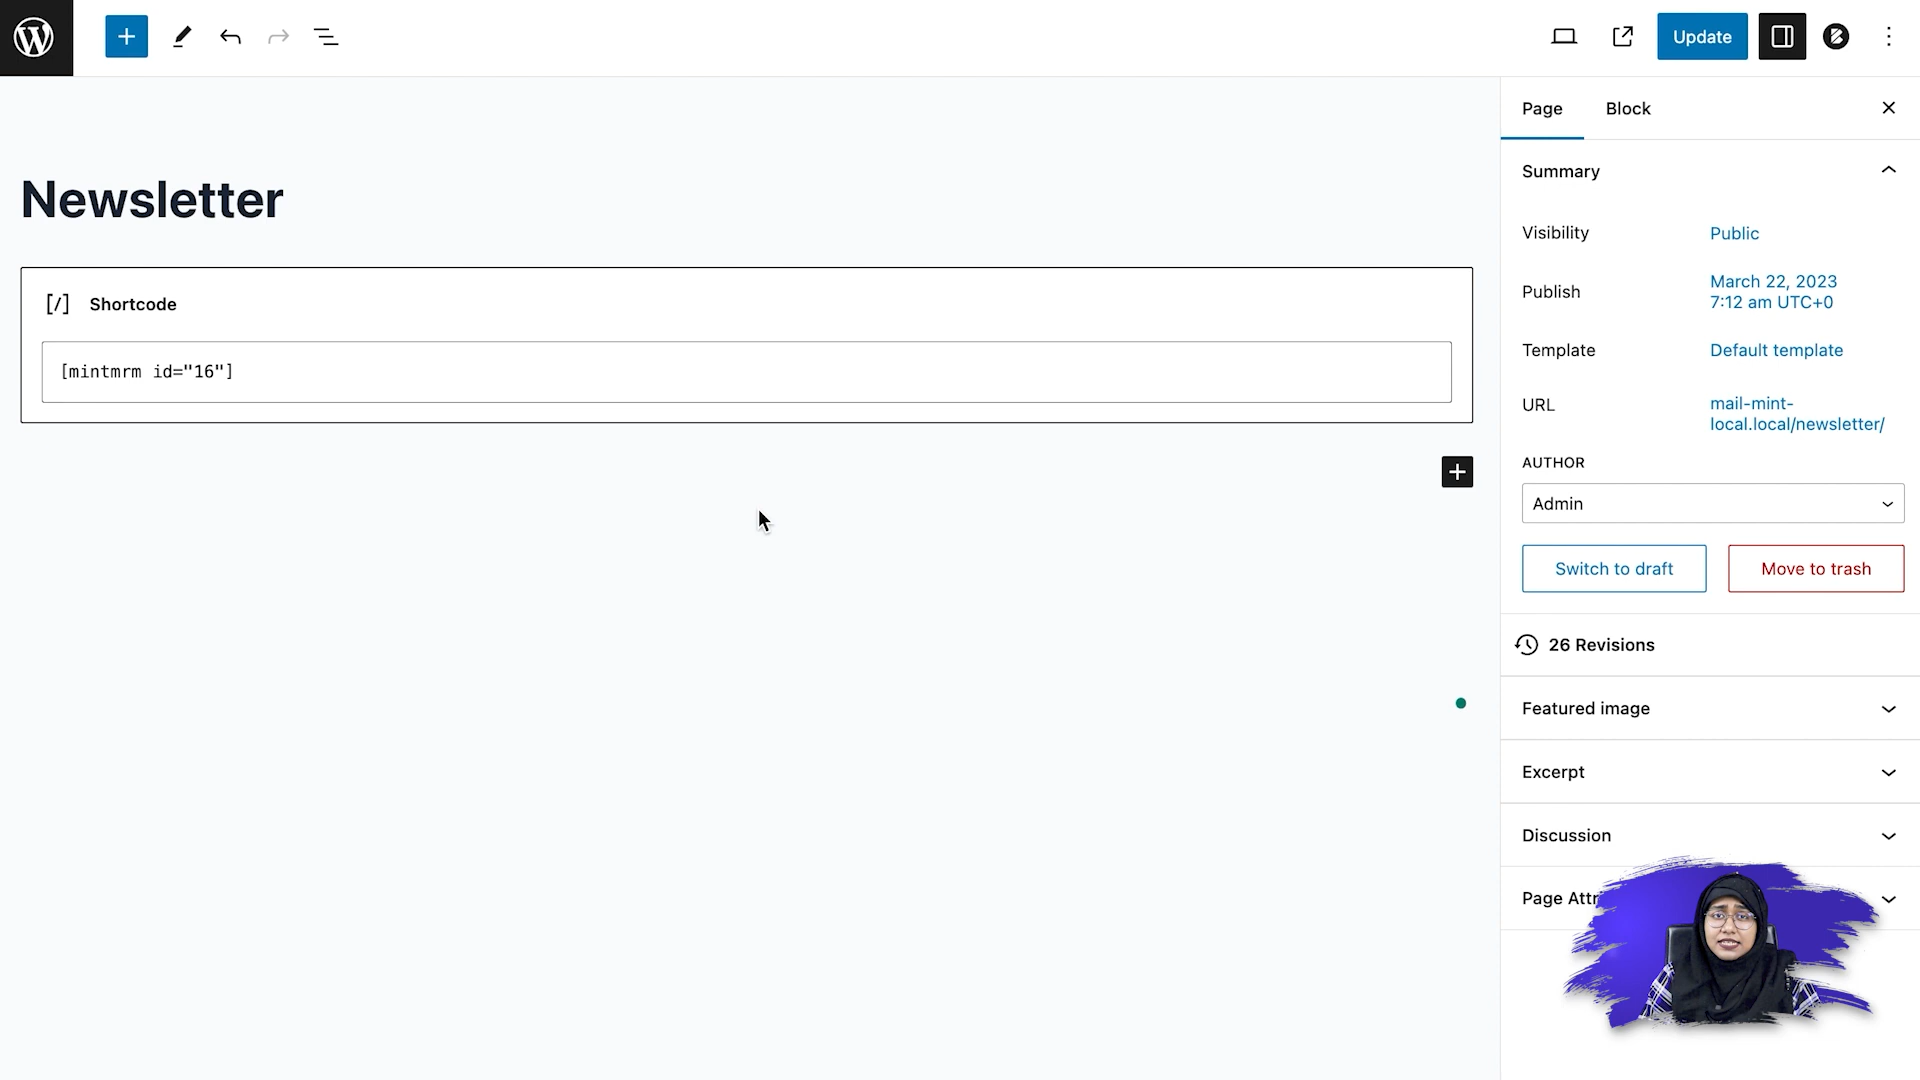 Update
Page
Block
Summary
Newsletter
Visibility
Public
Publish
March 22, 2023
7:12 am UTC+0
[/] Shortcode
Template
Default template
[mintmrm id="16"]
URL
mail-mint-
local.local/newsletter/
AUTHOR
Admin
Switch to draft
Move to trash
26 Revisions
Featured image
Excerpt
Discussion
Page Attr